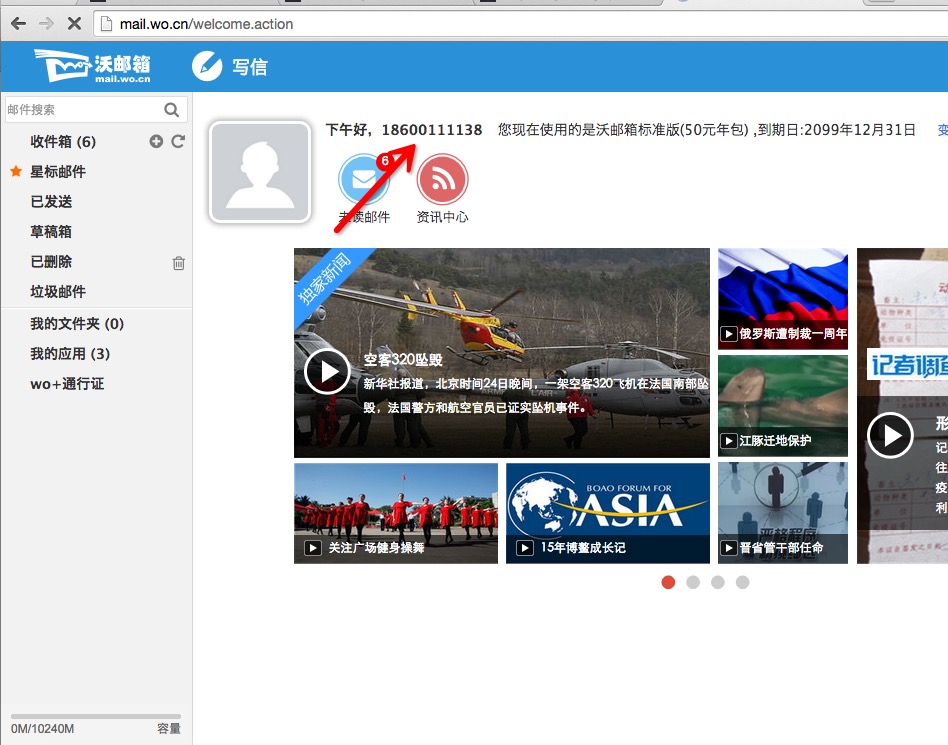 mail.wo.cn/welcome.action
沃邮箱
mail.wo.cn
写信
邮件搜索
收件箱 (6)
星标邮件
已发送
草稿箱
已删除
垃圾邮件
我的文件夹 (0)
我的应用 (3)
wo+通行证
0M/10240M
容量
下午好，18600111138 您现在使用的是沃邮箱标准版(50元年包) ,到期日:2099年12月31日
变
6
未读邮件
资讯中心
独家新闻
空客320坠毁
新华社报道，北京时间24日晚间，一架空客320飞机在法国南部坠
毁，法国警方和航空官员已证实坠机事件。
俄罗斯遭制裁一周年
江豚迁地保护
关注广场健身操舞
BOAO FORUM FOR
ASIA
15年博鳌成长记
严格程序
晋省管干部任命
记者调查
形
记
往
疫
利